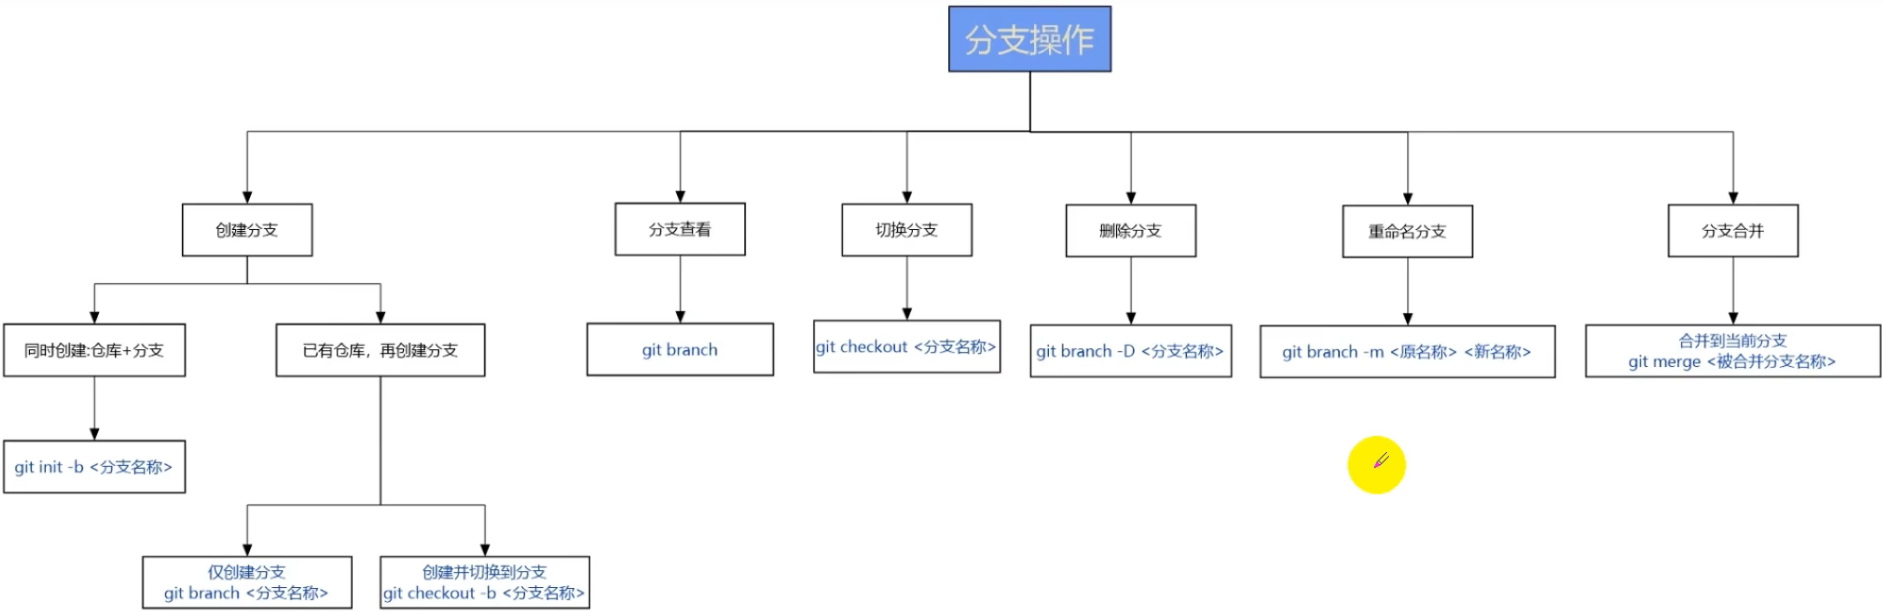 分支操作
创建分支
分支查看
切换分支
删除分支
重命名分支
分支合并
同时创建:仓库+分支
已有仓库，再创建分支
git branch
git checkout <分支名称>
git branch -D <分支名称>
git branch -m <原名称> <新名称>
合并到当前分支
git merge <被合并分支名称>
git init -b <分支名称>
仅创建分支
git branch <分支名称>
创建并切换到分支
git checkout -b <分支名称>